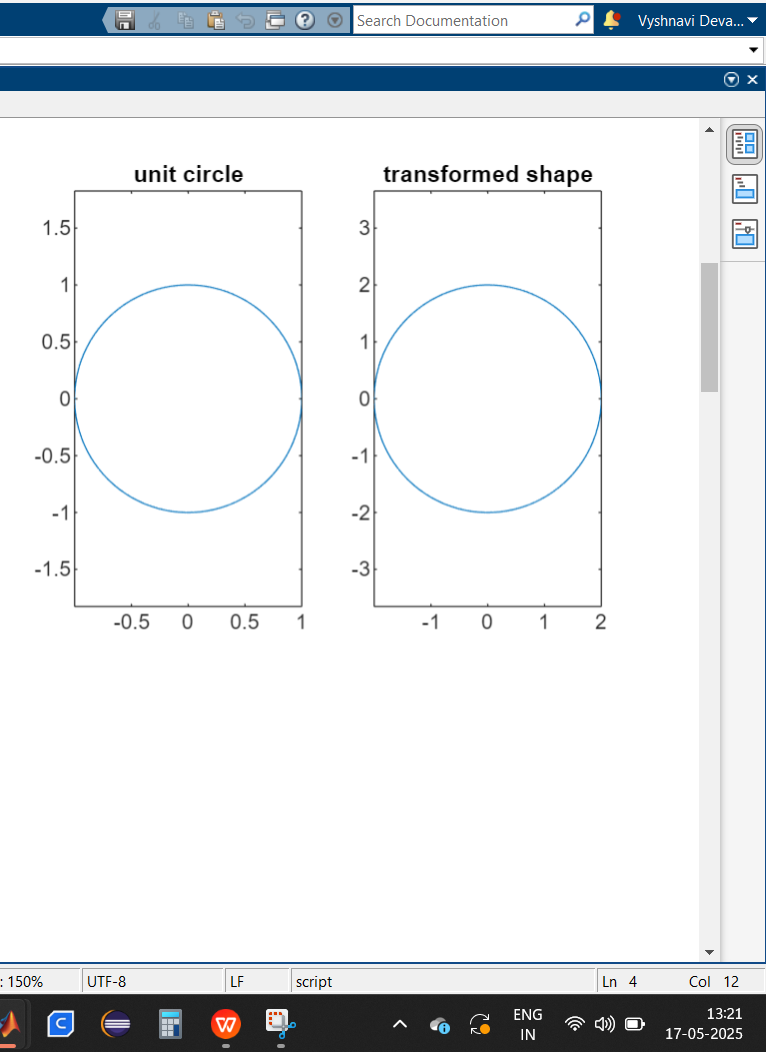 Search Documentation
Vyshnavi Deva...
unit circle
transformed shape
1.5
1
0.5
0
-0.5
-1
-1.5
-0.5 0 0.5 1
3
2
1
0
-1
-2
-3
-1 0 1 2
: 150% UTF-8 LF script Ln 4 Col 12
ENG
IN
13:21
17-05-2025